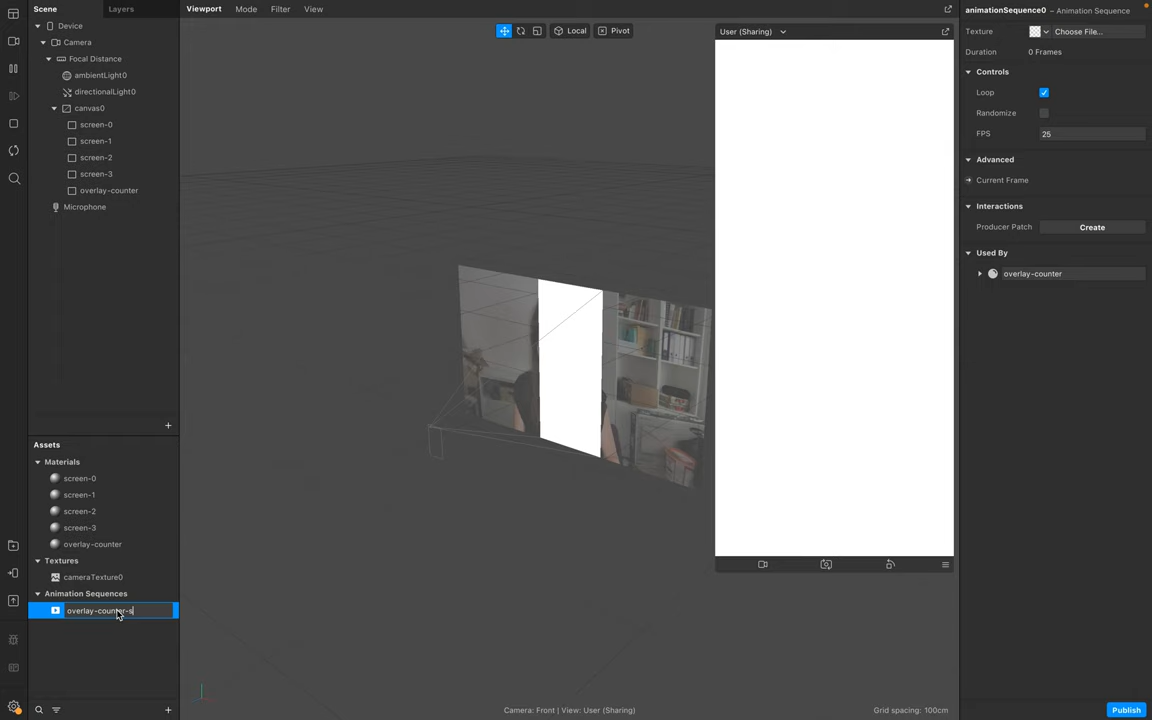 Scene
Layers
Device
Camera
Focal Distance
ambientLight0
directionalLight0
canvas0
screen-0
screen-1
screen-2
screen-3
overlay-counter
Microphone
Assets
Materials
screen-0
screen-1
screen-2
screen-3
overlay-counter
Textures
cameraTexture0
Animation Sequences
overlay-counter-s
Viewport
Mode
Filter
View
Local
Pivot
User (Sharing)
Camera: Front | View: User (Sharing)
Grid spacing: 100cm
animationSequence0 – Animation Sequence
Texture
Choose File...
Duration
0 Frames
Controls
Loop
Randomize
FPS
25
Advanced
Current Frame
Interactions
Producer Patch
Create
Used By
overlay-counter
Publish